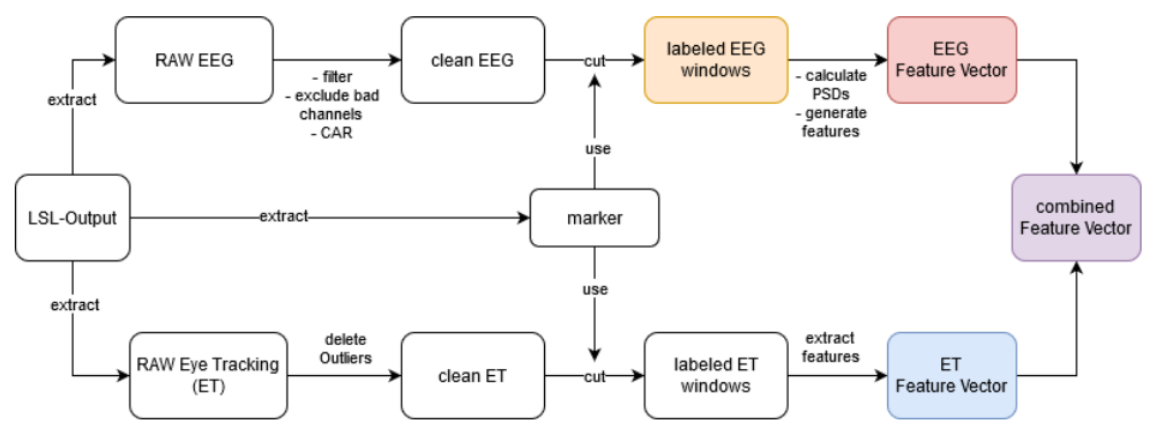 RAW EEG
- filter
- exclude bad
channels
- CAR
clean EEG
cut
labeled EEG
windows
- calculate
PSDs
- generate
features
EEG
Feature Vector
extract
use
LSL-Output
extract
marker
combined
Feature Vector
extract
use
RAW Eye Tracking
(ET)
delete
Outliers
clean ET
cut
labeled ET
windows
extract
features
ET
Feature Vector